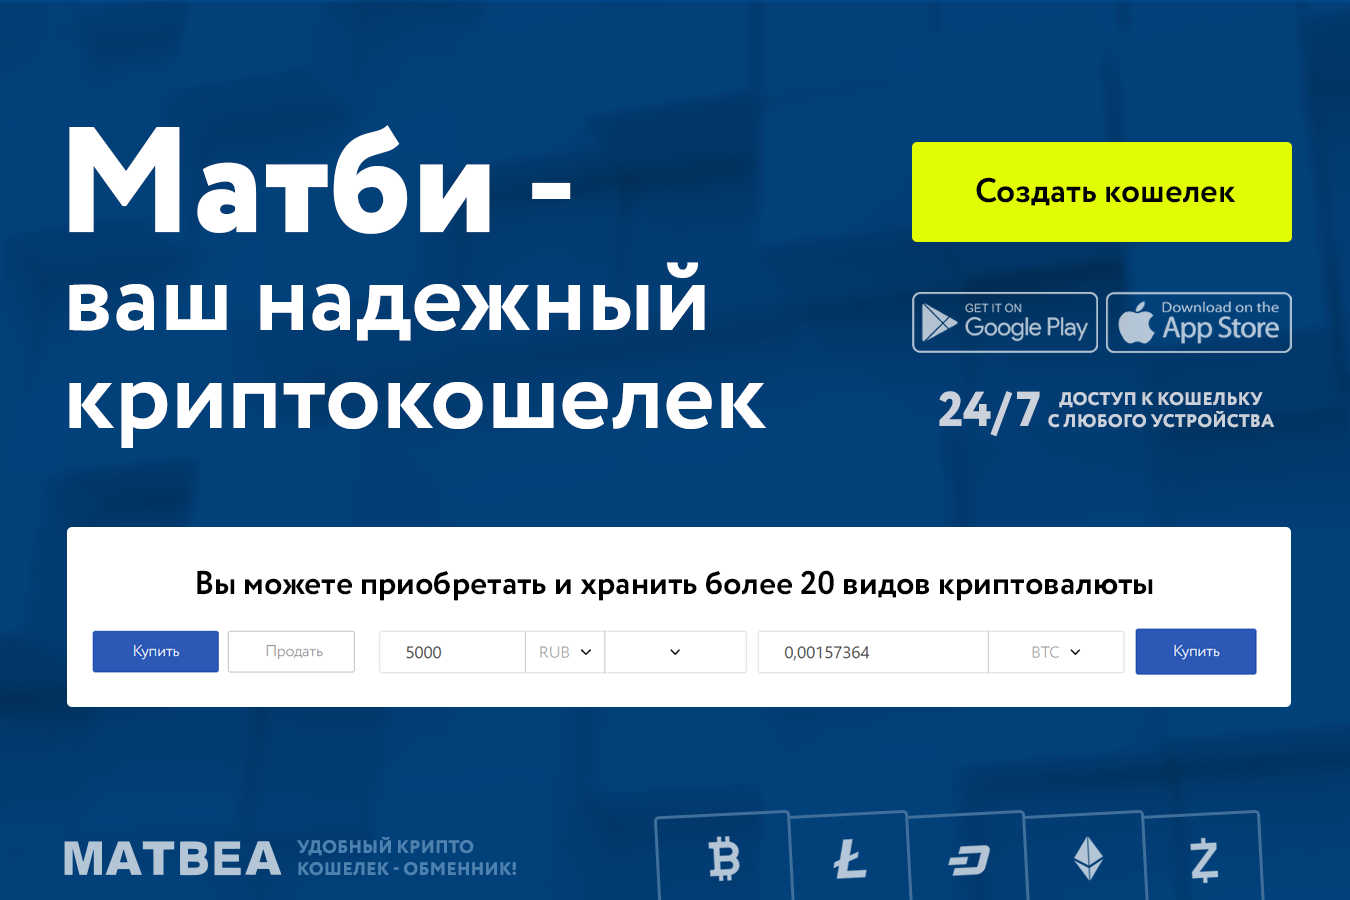 Матби -
ваш надежный
криптокошелек
Создать кошелек
GET IT ON
Google Play
Download on the
App Store
24/7
ДОСТУП К КОШЕЛЬКУ
С ЛЮБОГО УСТРОЙСТВА
Вы можете приобретать и хранить более 20 видов криптовалюты
Купить Продать 5000 RUB 0,00157364 BTC Купить
MATBEA
УДОБНЫЙ КРИПТО
КОШЕЛЕК - ОБМЕННИК!